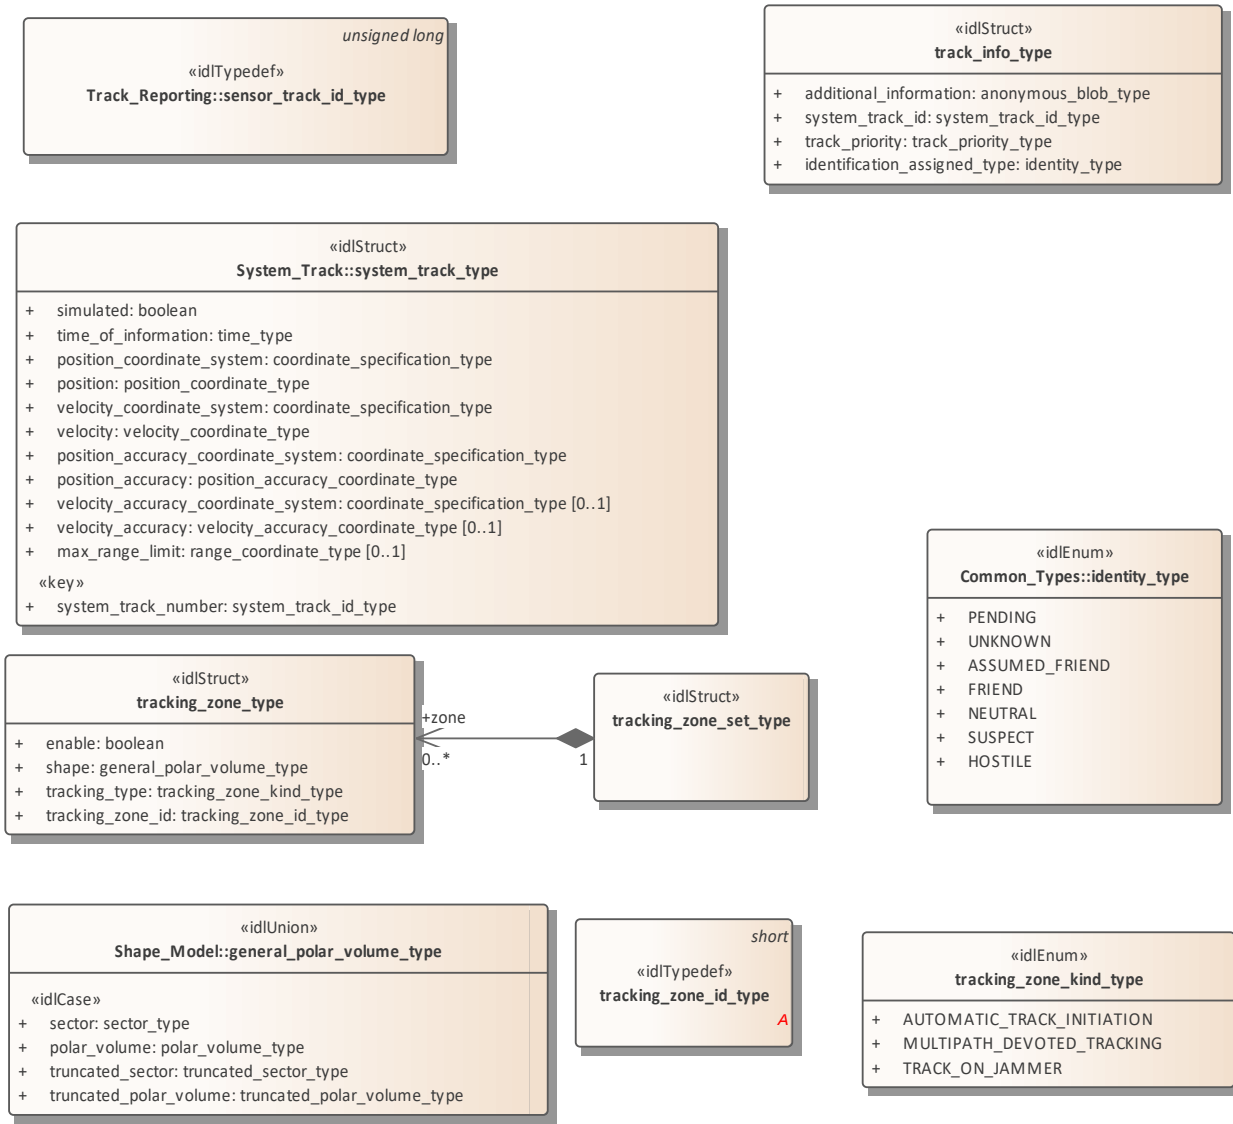 unsigned long
«idlTypedef»
Track_Reporting::sensor_track_id_type
«idlStruct»
track_info_type
+ additional_information: anonymous_blob_type
+ system_track_id: system_track_id_type
+ track_priority: track_priority_type
+ identification_assigned_type: identity_type
«idlStruct»
System_Track::system_track_type
+ simulated: boolean
+ time_of_information: time_type
+ position_coordinate_system: coordinate_specification_type
+ position: position_coordinate_type
+ velocity_coordinate_system: coordinate_specification_type
+ velocity: velocity_coordinate_type
+ position_accuracy_coordinate_system: coordinate_specification_type
+ position_accuracy: position_accuracy_coordinate_type
+ velocity_accuracy_coordinate_system: coordinate_specification_type [0..1]
+ velocity_accuracy: velocity_accuracy_coordinate_type [0..1]
+ max_range_limit: range_coordinate_type [0..1]
«key»
+ system_track_number: system_track_id_type
«idlEnum»
Common_Types::identity_type
+ PENDING
+ UNKNOWN
+ ASSUMED_FRIEND
+ FRIEND
+ NEUTRAL
+ SUSPECT
+ HOSTILE
«idlStruct»
tracking_zone_type
+ enable: boolean
+ shape: general_polar_volume_type
+ tracking_type: tracking_zone_kind_type
+ tracking_zone_id: tracking_zone_id_type
+zone
0..*
1
«idlStruct»
tracking_zone_set_type
«idlUnion»
Shape_Model::general_polar_volume_type
«idlCase»
+ sector: sector_type
+ polar_volume: polar_volume_type
+ truncated_sector: truncated_sector_type
+ truncated_polar_volume: truncated_polar_volume_type
short
«idlTypedef»
tracking_zone_id_type
A
«idlEnum»
tracking_zone_kind_type
+ AUTOMATIC_TRACK_INITIATION
+ MULTIPATH_DEVOTED_TRACKING
+ TRACK_ON_JAMMER